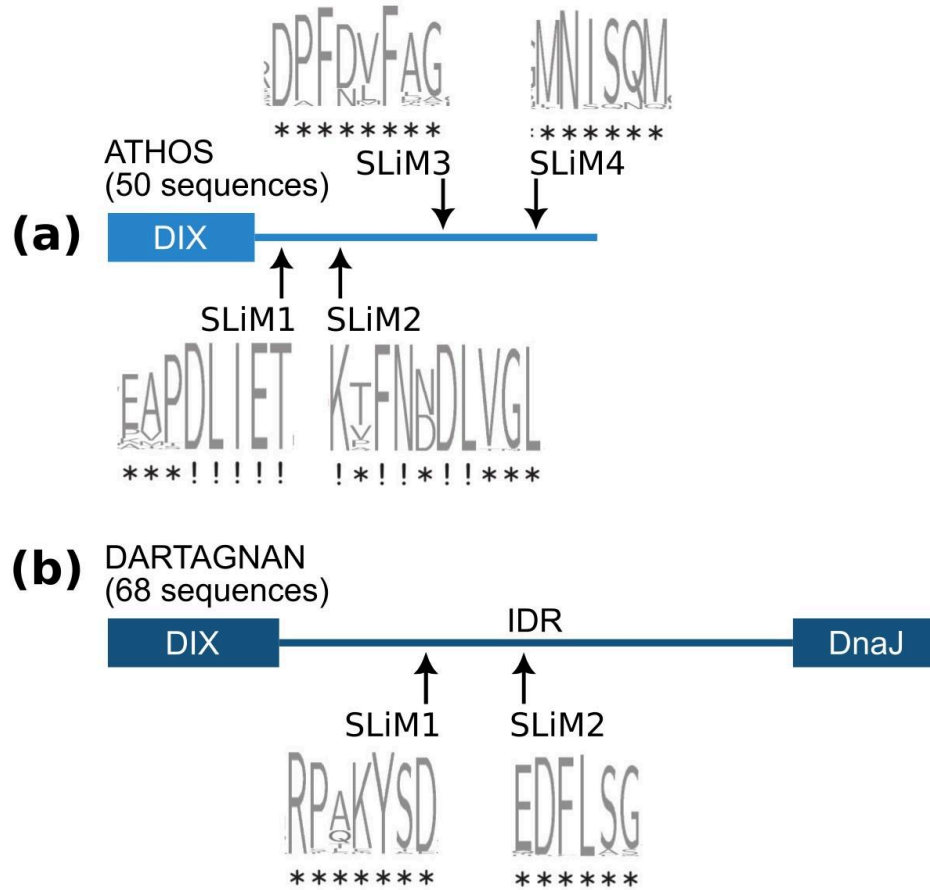 DPFDVFAG
MNISQM
********
:******
ATHOS
(50 sequences)
SLiM3
SLiM4
(a)
DIX
SLiM1
SLiM2
EAPDLIET
KTFNNDLVGL
***!!!!!
!*!!*!!***
(b)
DARTAGNAN
(68 sequences)
IDR
DIX
DnaJ
SLiM1
SLiM2
RPAKYSD
EDFLSG
*******
******